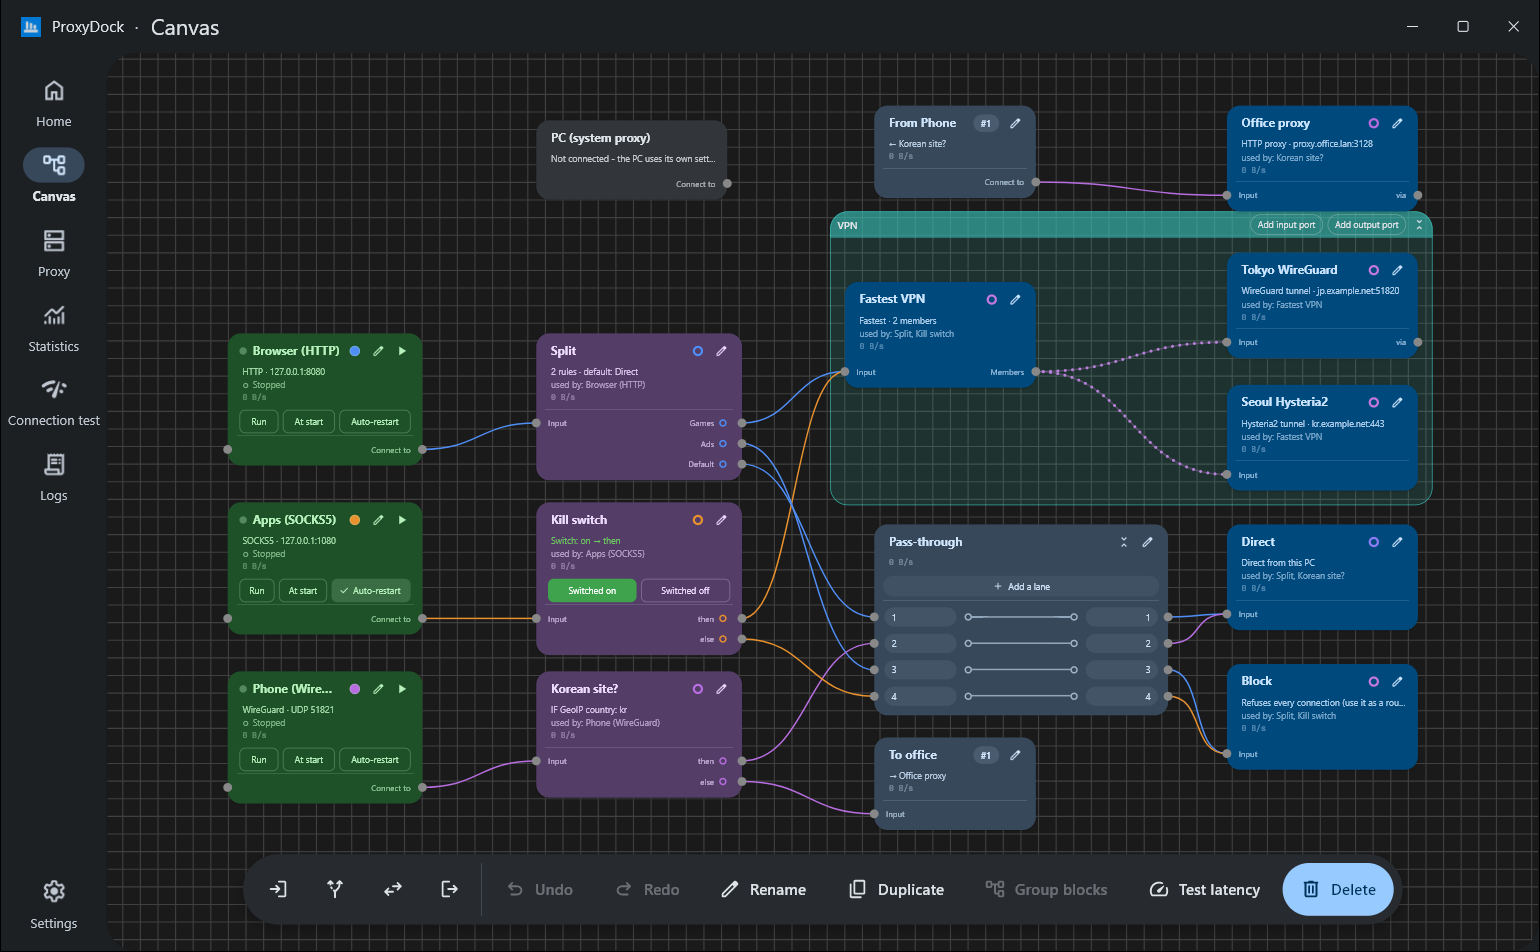 ProxyDock · Canvas
Home
Canvas
Proxy
Statistics
Connection test
Logs
Settings
PC (system proxy)
Not connected - the PC uses its own sett...
Connect to
From Phone #1
← Korean site?
0 B/s
Connect to
Office proxy
HTTP proxy · proxy.office.lan:3128
used by: Korean site?
0 B/s
Input via
VPN Add input port Add output port
Fastest VPN
Fastest · 2 members
used by: Split, Kill switch
0 B/s
Input Members
Tokyo WireGuard
WireGuard tunnel · jp.example.net:51820
used by: Fastest VPN
0 B/s
Input via
Seoul Hysteria2
Hysteria2 tunnel · kr.example.net:443
used by: Fastest VPN
0 B/s
Input
Browser (HTTP)
HTTP · 127.0.0.1:8080
Stopped
0 B/s
Run At start Auto-restart
Connect to
Split
2 rules · default: Direct
used by: Browser (HTTP)
0 B/s
Input Games
Ads
Default
Apps (SOCKS5)
SOCKS5 · 127.0.0.1:1080
Stopped
0 B/s
Run At start ✓ Auto-restart
Connect to
Kill switch
Switch: on → then
used by: Apps (SOCKS5)
0 B/s
Switched on Switched off
Input then
else
Pass-through
0 B/s
+ Add a lane
1 1
2 2
3 3
4 4
Direct
Direct from this PC
used by: Split, Korean site?
0 B/s
Input
Phone (Wire...
WireGuard · UDP 51821
Stopped
0 B/s
Run At start Auto-restart
Connect to
Korean site?
IF GeoIP country: kr
used by: Phone (WireGuard)
0 B/s
Input then
else
To office #1
→ Office proxy
0 B/s
Input
Block
Refuses every connection (use it as a rou...
used by: Split, Kill switch
0 B/s
Input
Undo Redo Rename Duplicate Group blocks Test latency Delete